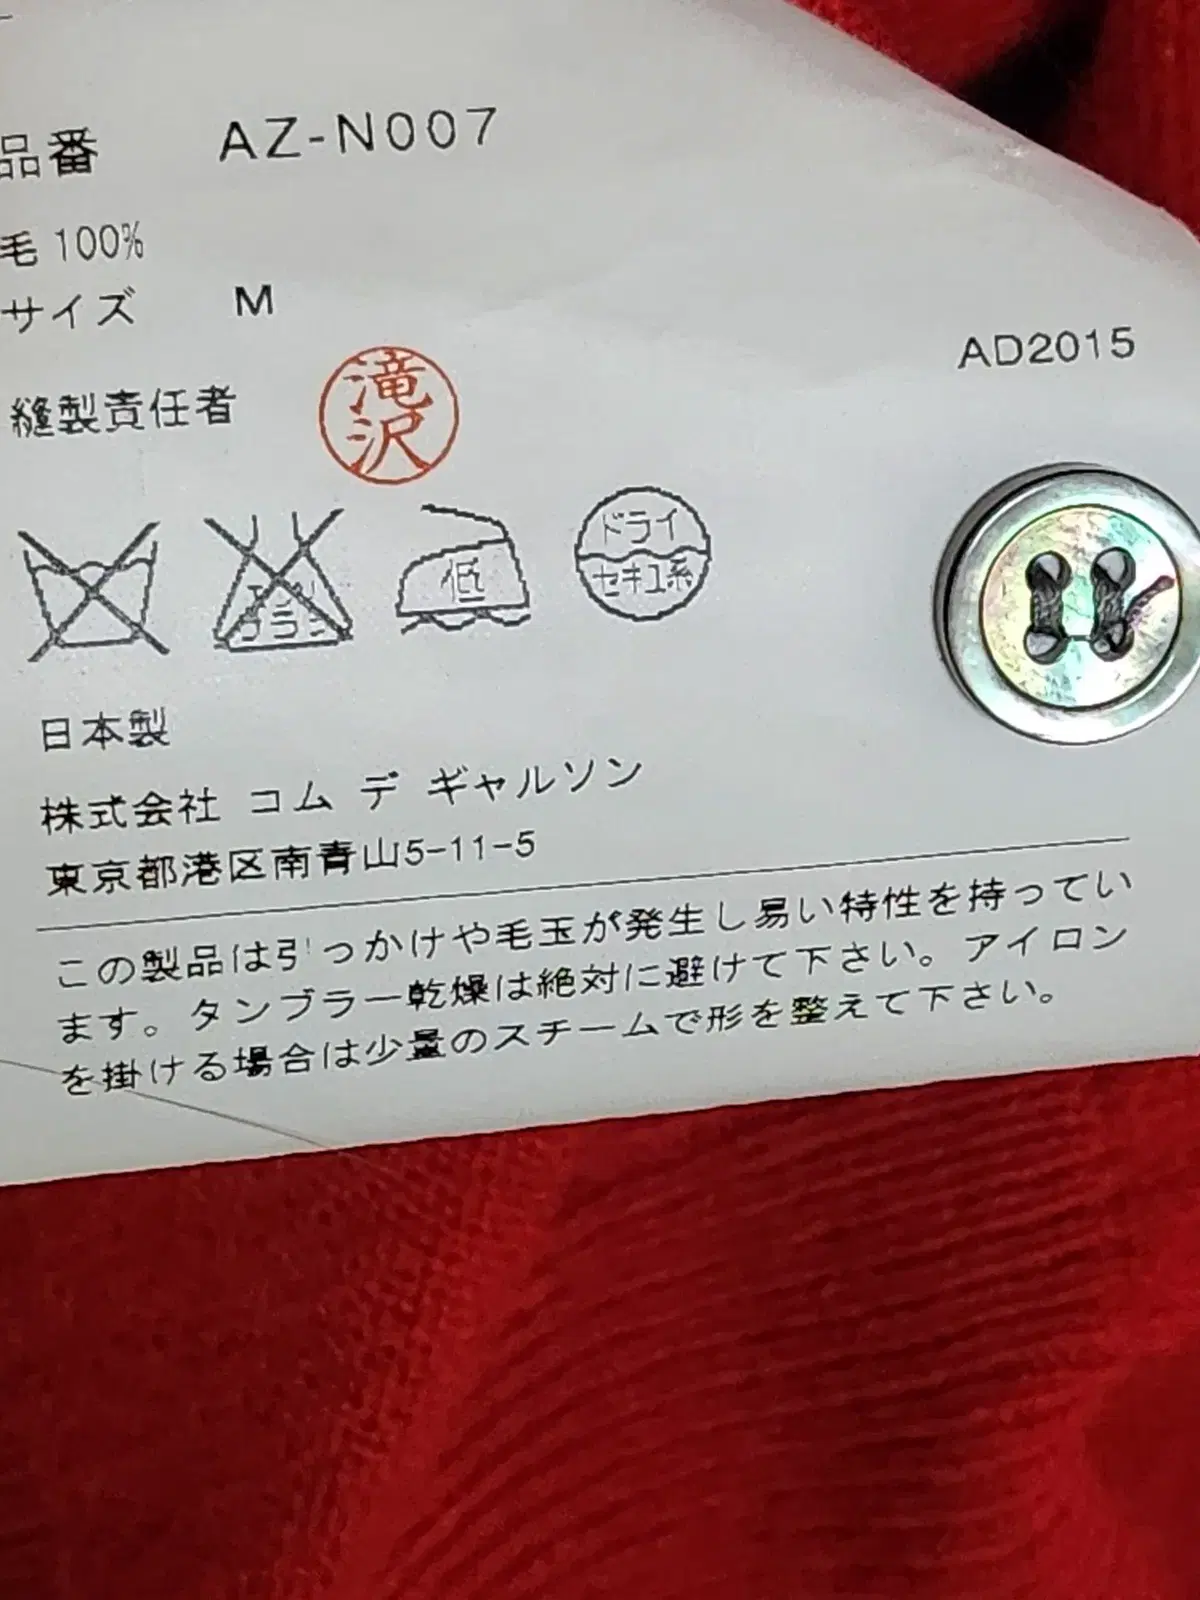 品番 AZ-N007
毛 100%
サイズ M
AD2015
縫製責任者
滝沢
エンソ
サラシ
低
ドライ
セキユ系
日本製
株式会社 コム デ ギャルソン
東京都港区南青山5-11-5
この製品は引っかけや毛玉が発生し易い特性を持ってい
ます。タンブラー乾燥は絶対に避けて下さい。アイロン
を掛ける場合は少量のスチームで形を整えて下さい。